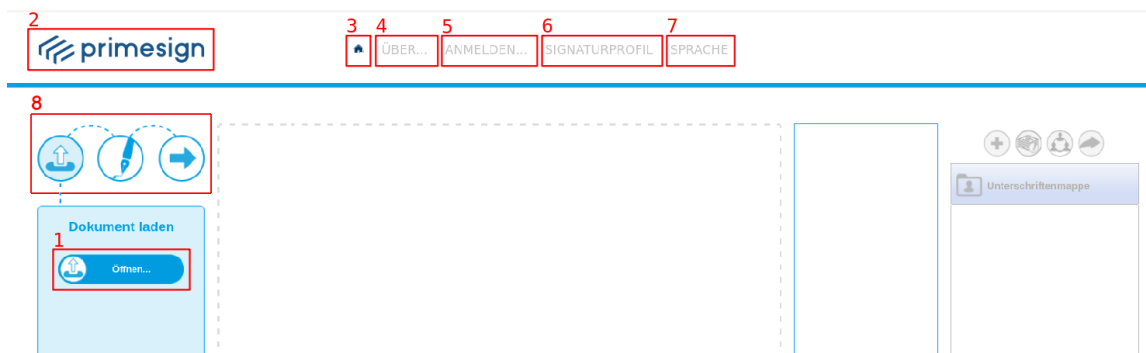 2
primesign
3 4 5 6 7
ÜBER... ANMELDEN... SIGNATURPROFIL SPRACHE
8
Unterschriftenmappe
Dokument laden
1
Öffnen...